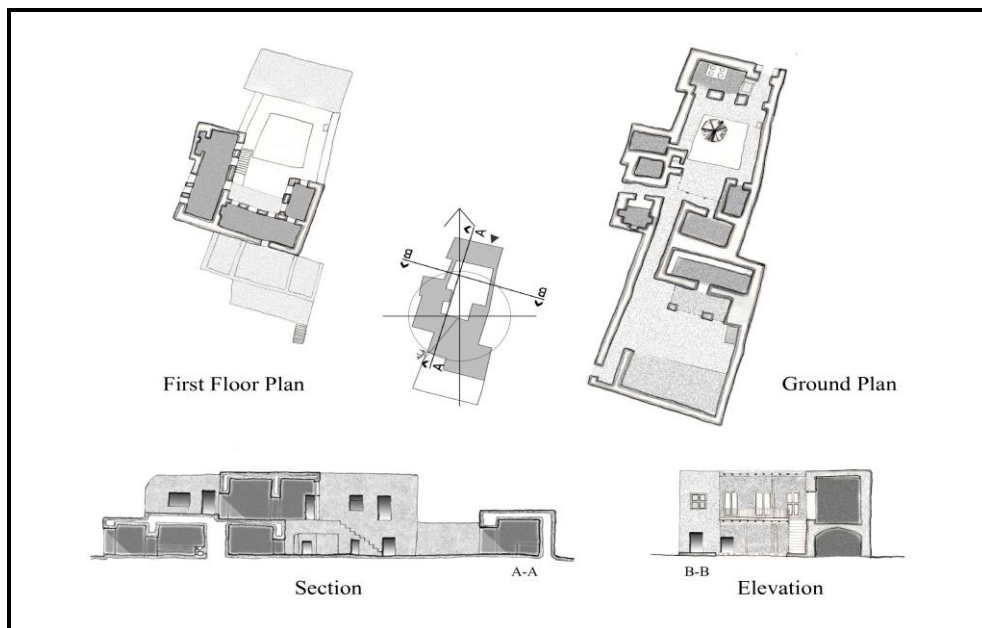 First Floor Plan
Ground Plan
A
B
B
A
A-A
Section
B-B
Elevation